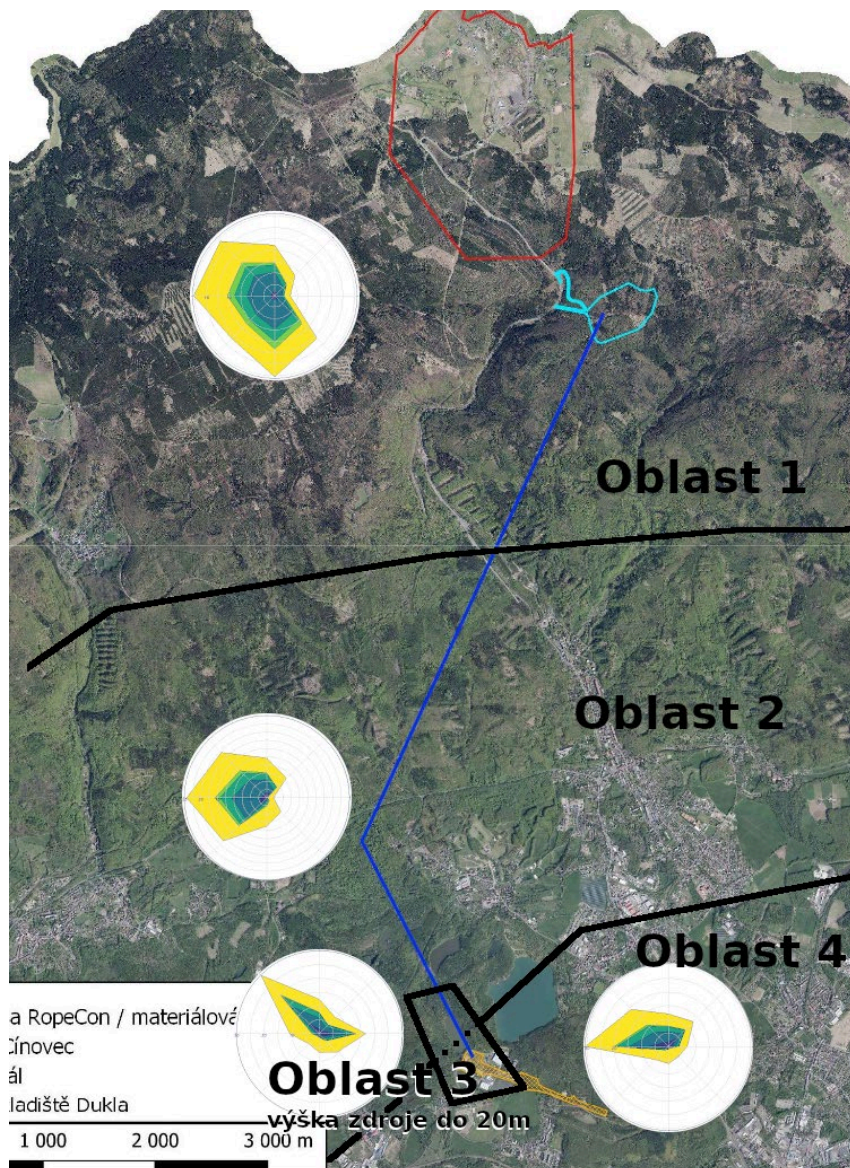 Oblast 1
Oblast 2
Oblast 4
a RopeCon / materiálová
Cínovec
ál
kladiště Dukla
Oblast 3
výška zdroje do 20m
1 000
2 000
3 000 m